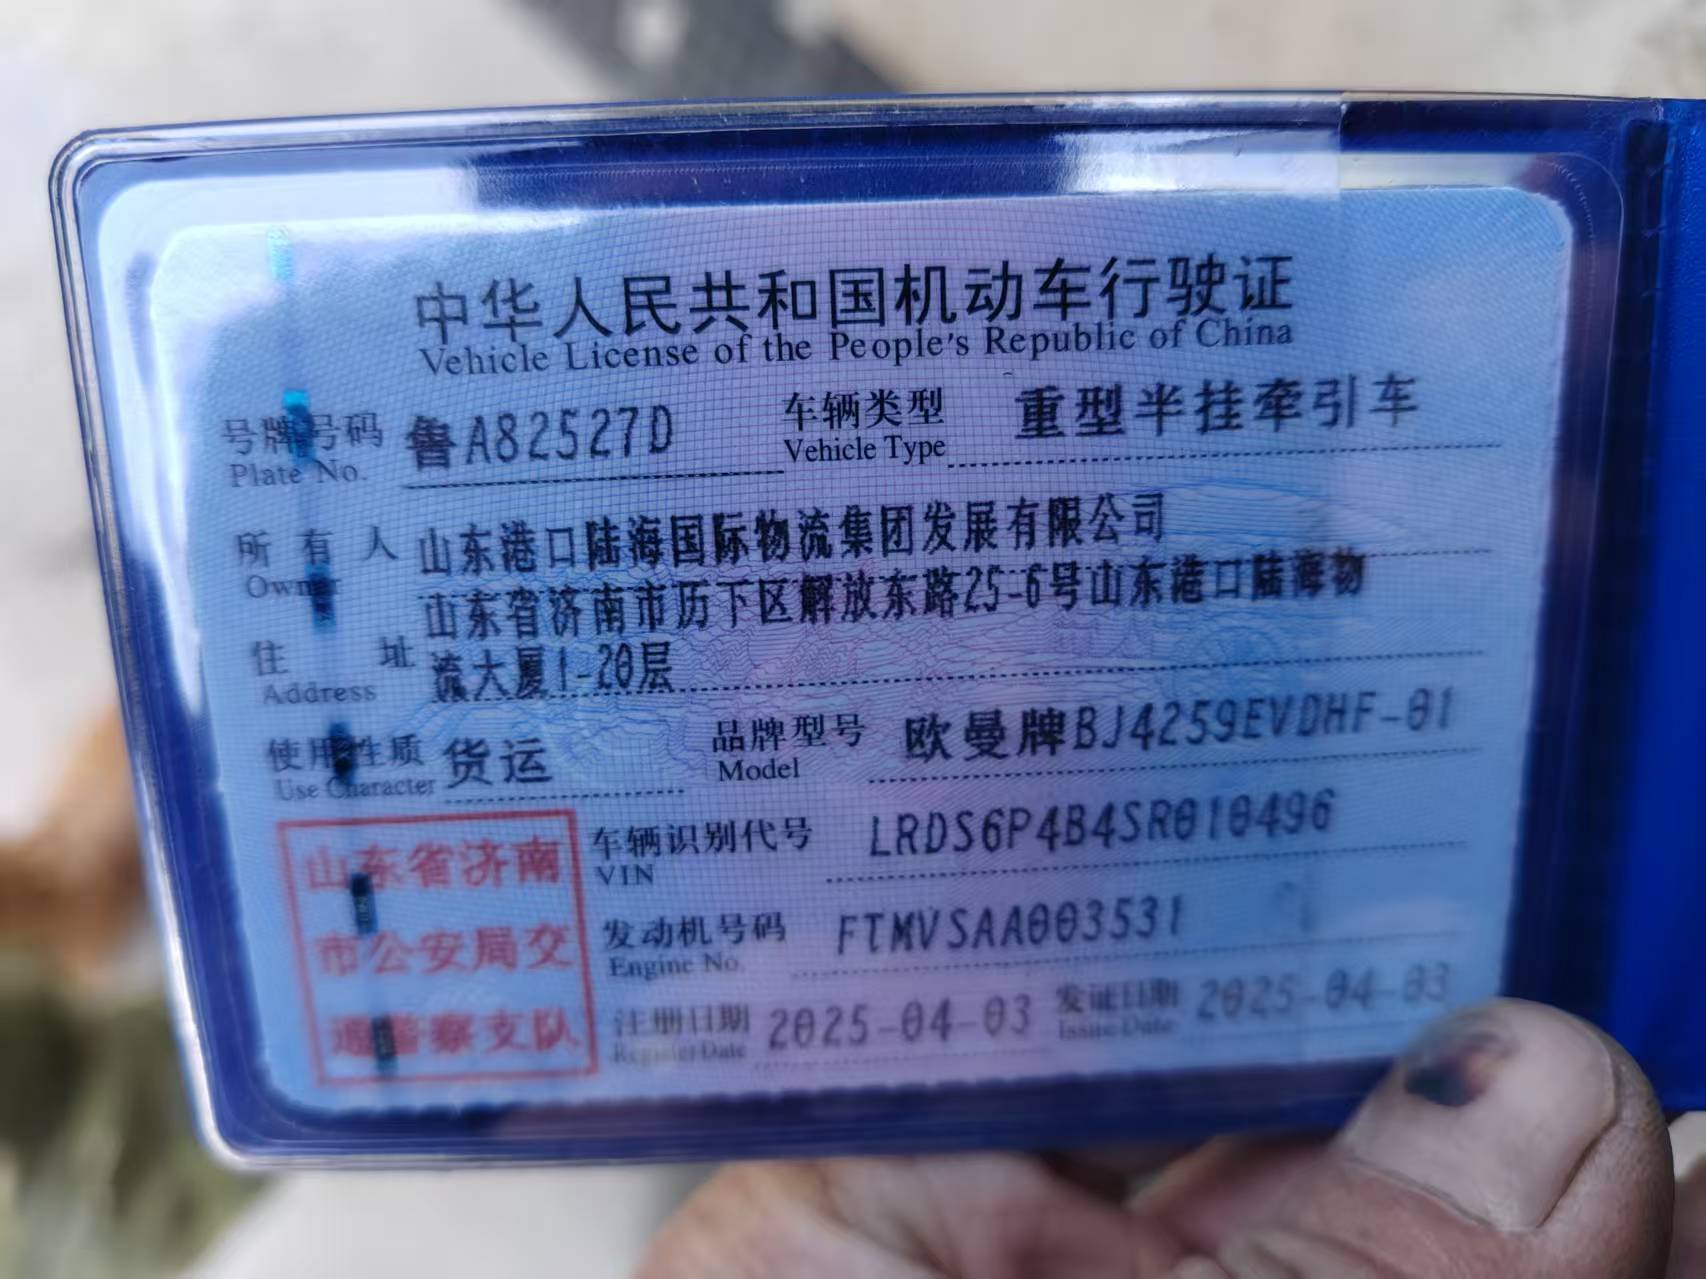 中华人民共和国机动车行驶证
Vehicle License of the People's Republic of China
号牌号码 鲁A82527D 车辆类型 重型半挂牵引车
Plate No. Vehicle Type
所有人 山东港口陆海国际物流集团发展有限公司
Owner
山东省济南市历下区解放东路25-6号山东港口陆海物
住址 流大厦1-20层
Address
使用性质 货运 品牌型号 欧曼牌BJ4259EVDHF-01
Use Character Model
车辆识别代号 LRDS6P4B4SR010496
VIN
发动机号码 FTMVSAA003531
Engine No.
注册日期 2025-04-03 发证日期 2025-04-03
Register Date Issue Date
山东省济南
市公安局交
通警察支队